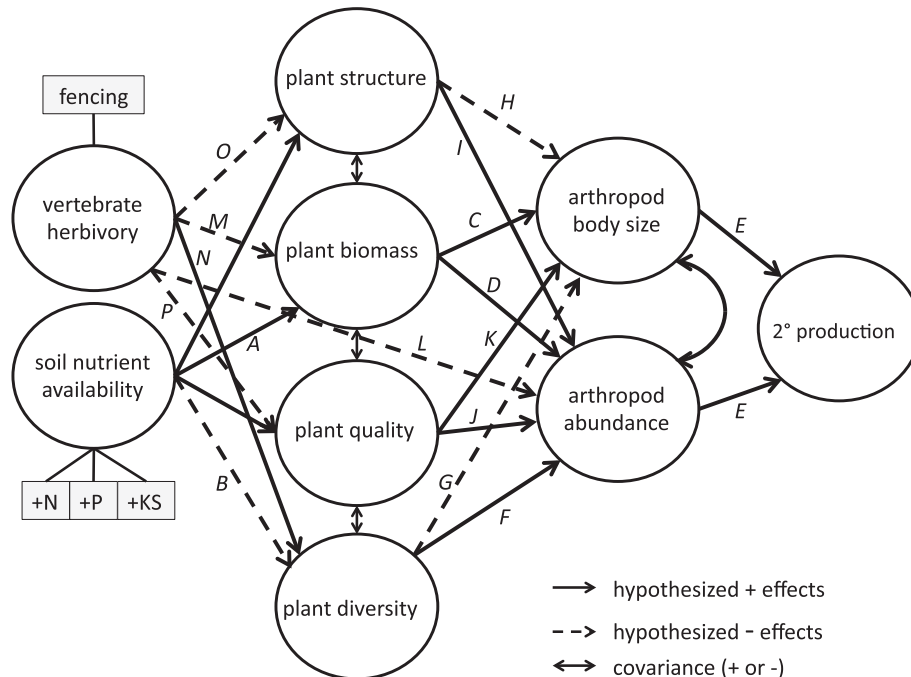 plant structure
fencing
H
O
I
vertebrate
herbivory
arthropod
body size
M
C
E
plant biomass
N
D
P
K
2° production
A
L
soil nutrient
availability
arthropod
abundance
J
E
plant quality
B
G
+N
+P
+KS
F
plant diversity
hypothesized + effects
hypothesized - effects
covariance (+ or -)